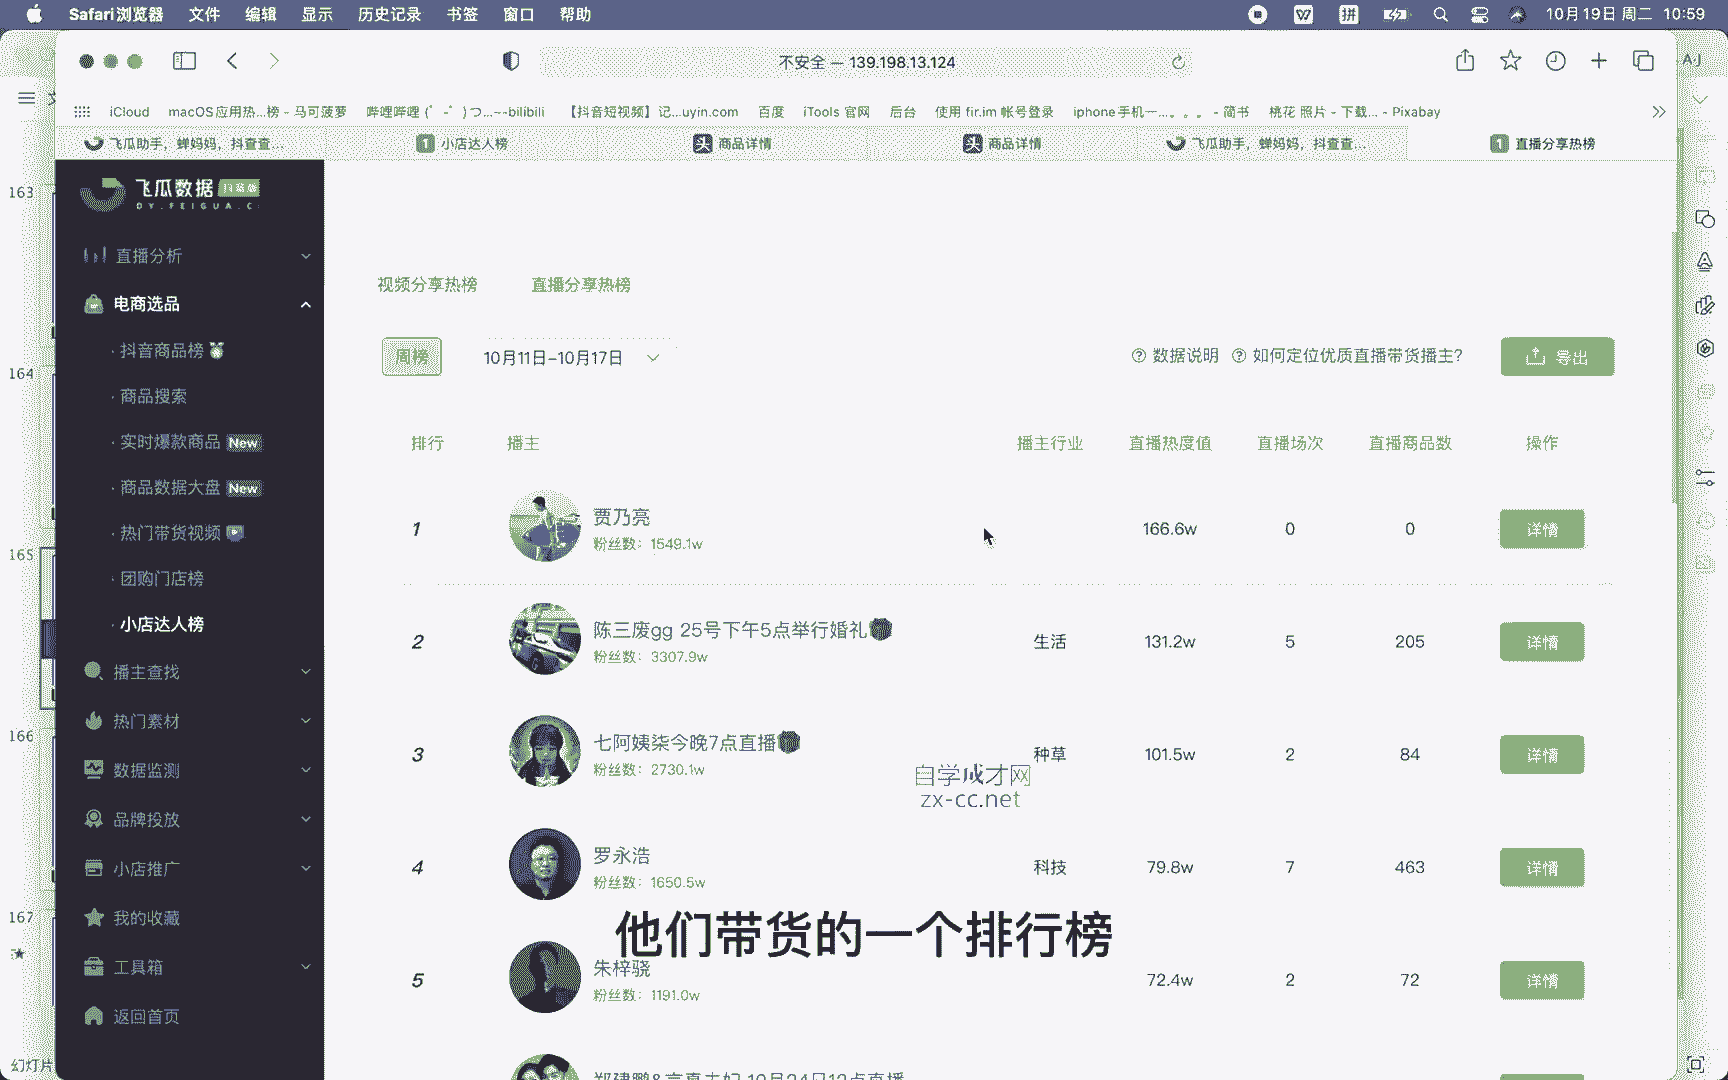 Safari浏览器 文件 编辑 显示 历史记录 书签 窗口 帮助 拼 10月19日 周二 10:59
不安全 — 139.198.13.124
iCloud macOS应用热...榜 - 马可菠萝 哔哩哔哩 (゜-゜)つ...--bilibili 【抖音短视频】记...uyin.com 百度 iTools 官网 后台 使用 fir.im 帐号登录 iphone手机一...。。。- 简书 桃花 照片 - 下载... - Pixabay
飞瓜助手，蝉妈妈，抖查查... 1 小店达人榜 头 商品详情 头 商品详情 飞瓜助手，蝉妈妈，抖查查... 1 直播分享热榜
飞瓜数据 抖音版
DY.FEIGUA.C
直播分析
电商选品
· 抖音商品榜
· 商品搜索
· 实时爆款商品 New
· 商品数据大盘 New
· 热门带货视频
· 团购门店榜
· 小店达人榜
播主查找
热门素材
数据监测
品牌投放
小店推广
我的收藏
工具箱
返回首页
163
164
165
166
167
幻灯片
视频分享热榜 直播分享热榜
周榜 10月11日-10月17日 数据说明 如何定位优质直播带货播主? 导出
排行 播主 播主行业 直播热度值 直播场次 直播商品数 操作
1 贾乃亮 166.6w 0 0 详情
粉丝数：1549.1w
2 陈三废gg 25号下午5点举行婚礼 生活 131.2w 5 205 详情
粉丝数：3307.9w
3 七阿姨柒今晚7点直播 种草 101.5w 2 84 详情
粉丝数：2730.1w
自学成才网
zx-cc.net
4 罗永浩 科技 79.8w 7 463 详情
粉丝数：1650.5w
他们带货的一个排行榜
5 朱梓骁 72.4w 2 72 详情
粉丝数：1191.0w